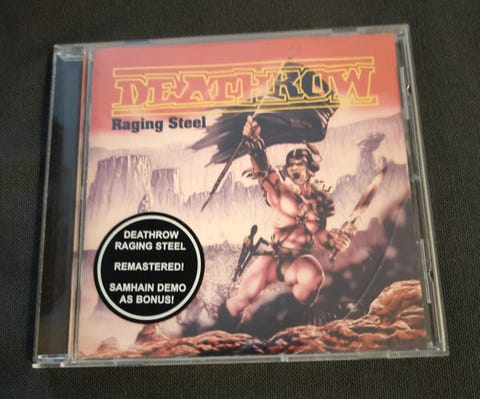 DEATHROW
Raging Steel
DEATHROW
RAGING STEEL
REMASTERED!
SAMHAIN DEMO
AS BONUS!